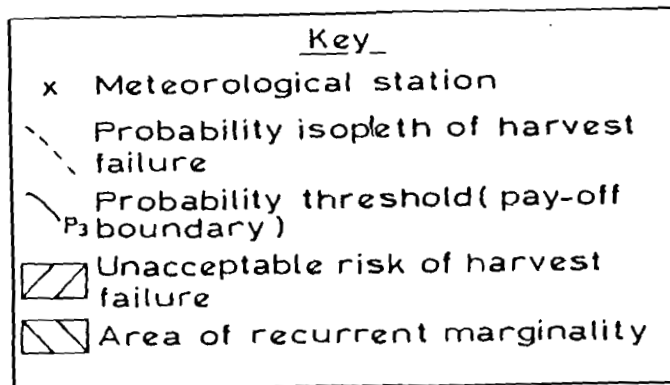 Key
x Meteorological station
Probability isopleth of harvest
failure
Probability threshold( pay-off
P3 boundary)
Unacceptable risk of harvest
failure
Area of recurrent marginality